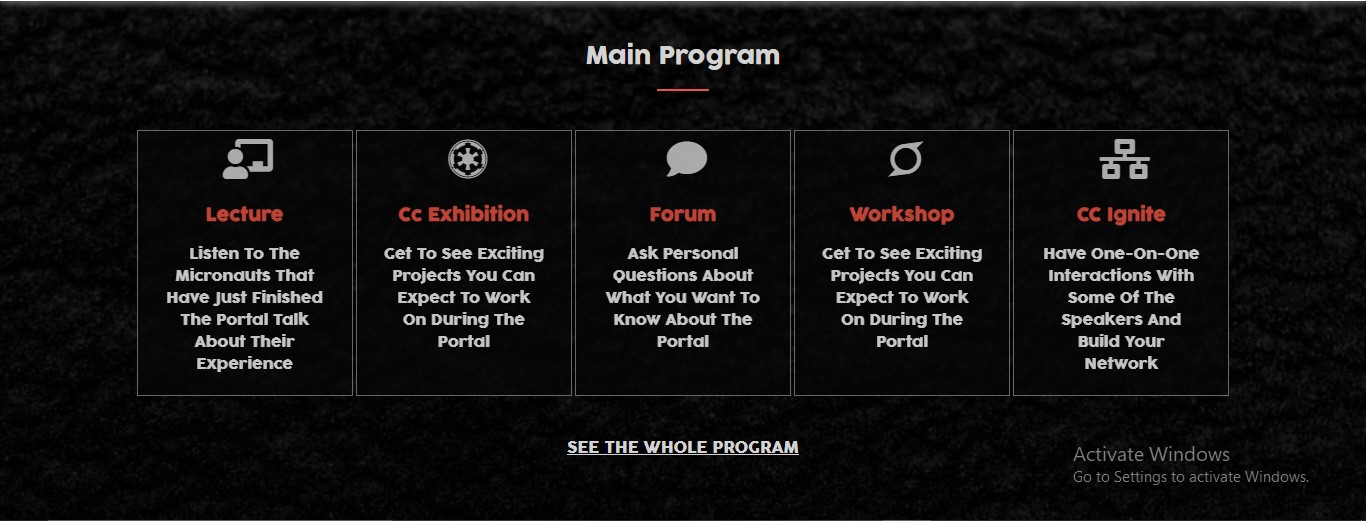 Main Program
Lecture
Listen To The
Micronauts That
Have Just Finished
The Portal Talk
About Their
Experience
Cc Exhibition
Get To See Exciting
Projects You Can
Expect To Work
On During The
Portal
Forum
Ask Personal
Questions About
What You Want To
Know About The
Portal
Workshop
Get To See Exciting
Projects You Can
Expect To Work
On During The
Portal
CC Ignite
Have One-On-One
Interactions With
Some Of The
Speakers And
Build Your
Network
SEE THE WHOLE PROGRAM
Activate Windows
Go to Settings to activate Windows.